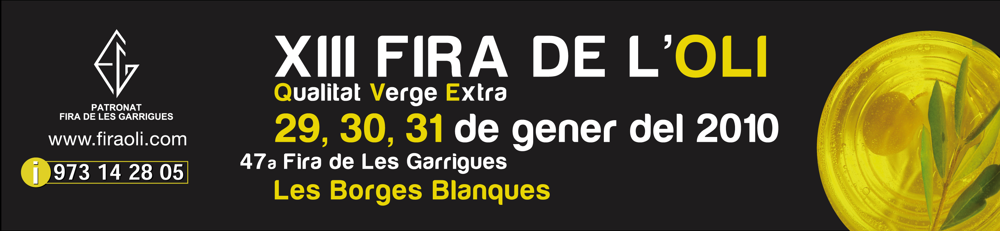 PATRONAT
FIRA DE LES GARRIGUES
www.firaoli.com
i 973 14 28 05
XIII FIRA DE L'OLI
Qualitat Verge Extra
29, 30, 31 de gener del 2010
47a Fira de Les Garrigues
Les Borges Blanques